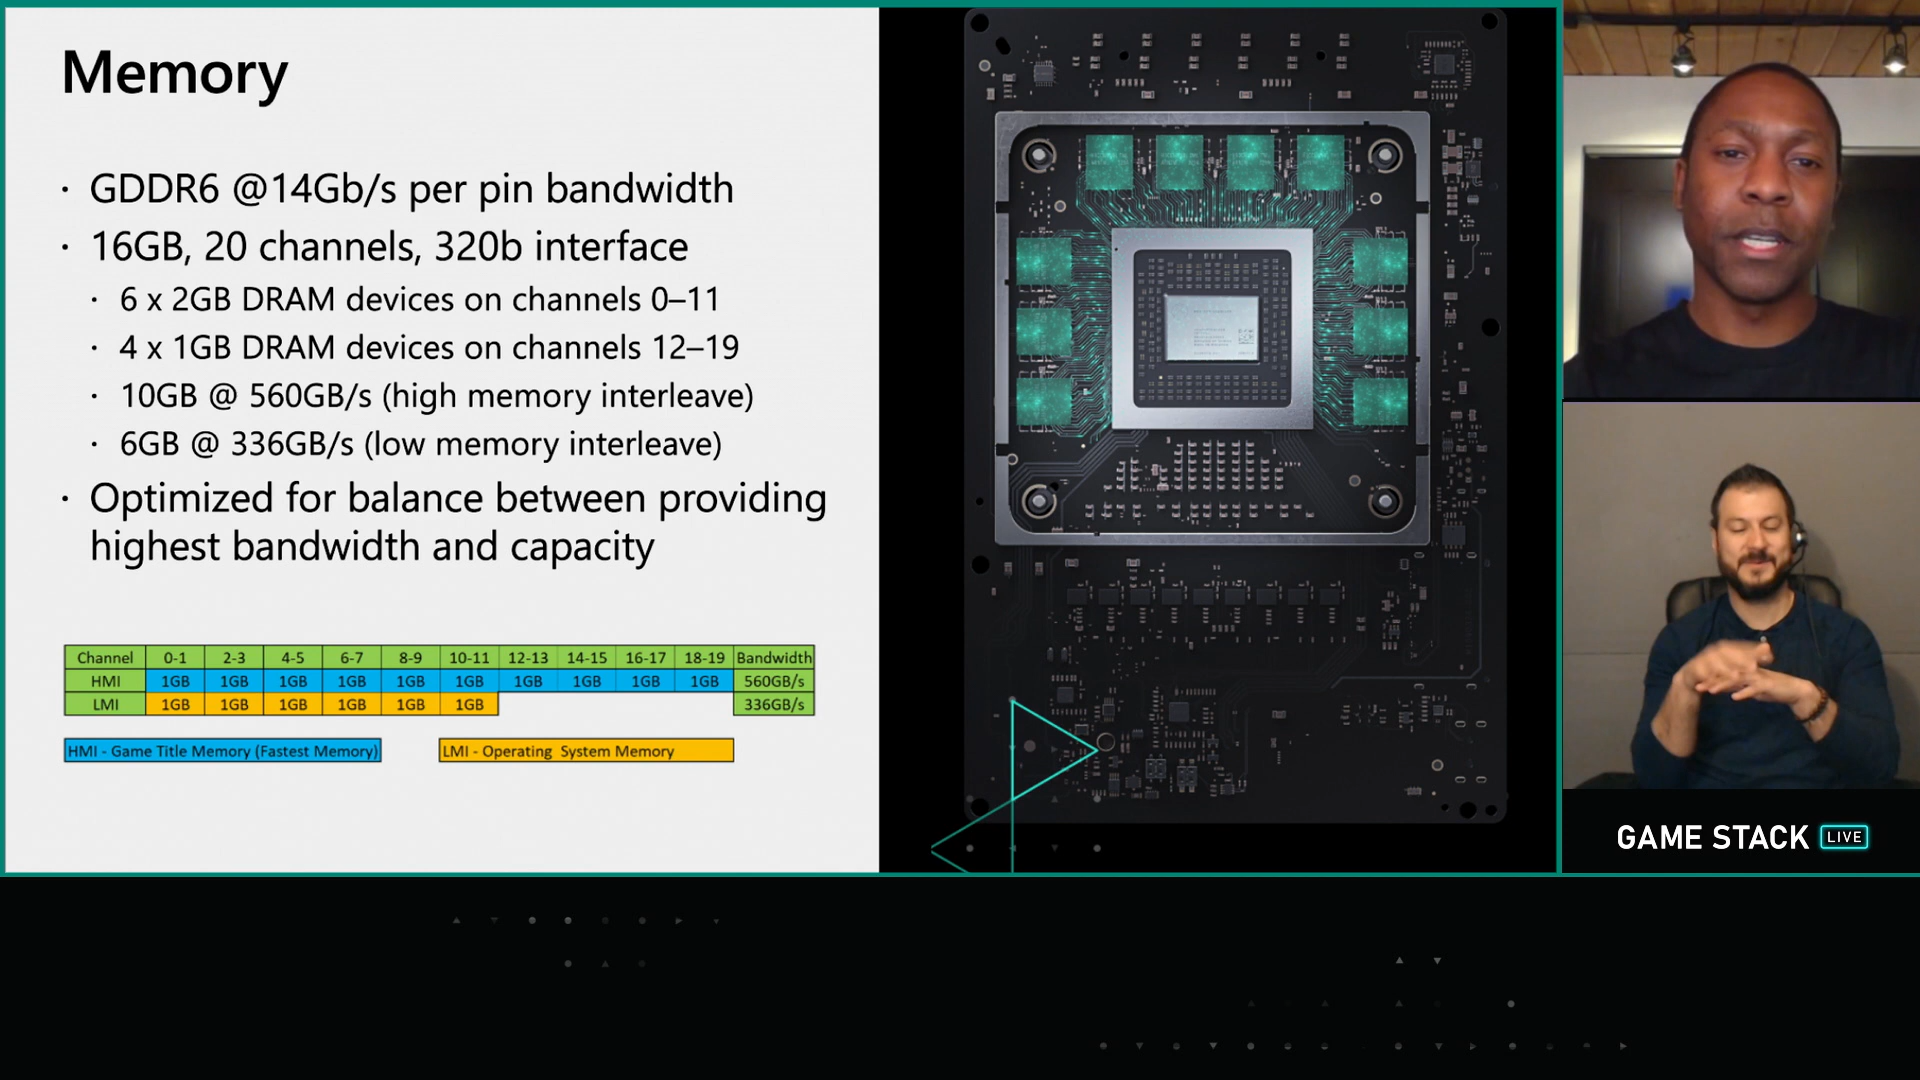 Memory
· GDDR6 @14Gb/s per pin bandwidth
· 16GB, 20 channels, 320b interface
· 6 x 2GB DRAM devices on channels 0–11
· 4 x 1GB DRAM devices on channels 12–19
· 10GB @ 560GB/s (high memory interleave)
· 6GB @ 336GB/s (low memory interleave)
· Optimized for balance between providing
highest bandwidth and capacity
Channel 0-1 2-3 4-5 6-7 8-9 10-11 12-13 14-15 16-17 18-19 Bandwidth
HMI 1GB 1GB 1GB 1GB 1GB 1GB 1GB 1GB 1GB 1GB 560GB/s
LMI 1GB 1GB 1GB 1GB 1GB 1GB 336GB/s
HMI - Game Title Memory (Fastest Memory)
LMI - Operating System Memory
GAME STACK LIVE